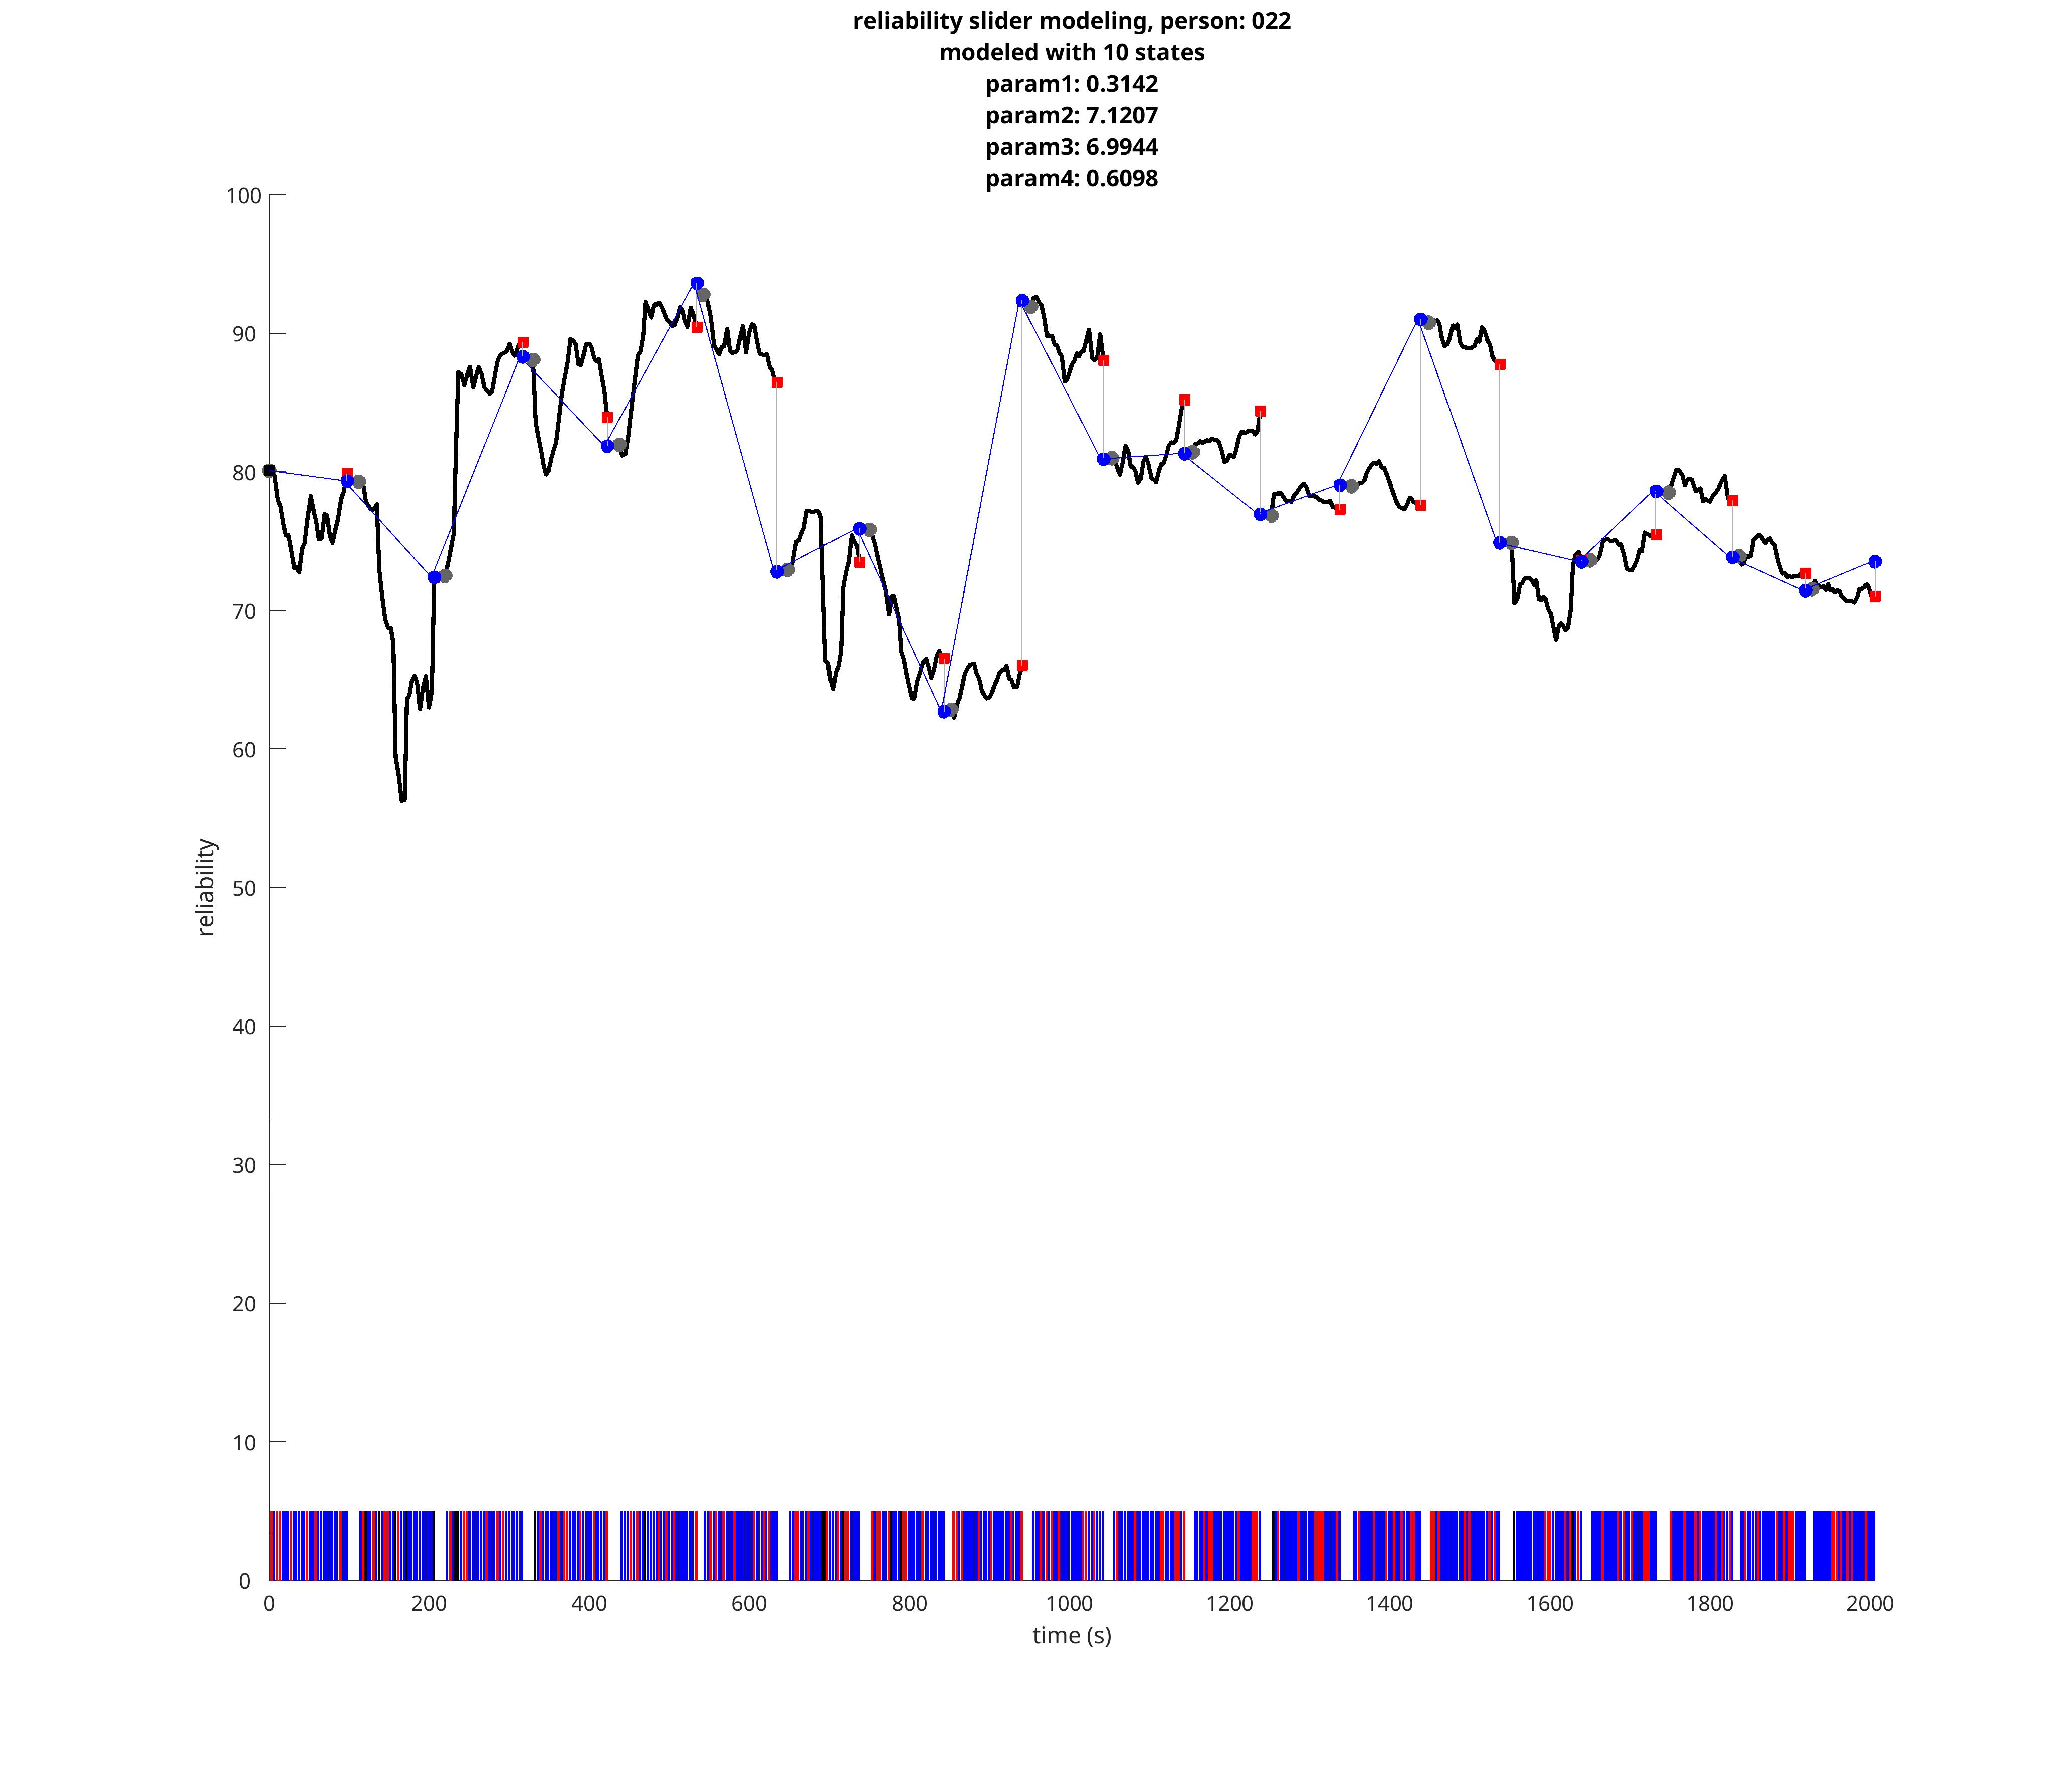 reliability slider modeling, person: 022
modeled with 10 states
param1: 0.3142
param2: 7.1207
param3: 6.9944
param4: 0.6098
100
90
80
70
60
50
40
30
20
10
0
reliability
0 200 400 600 800 1000 1200 1400 1600 1800 2000
time (s)